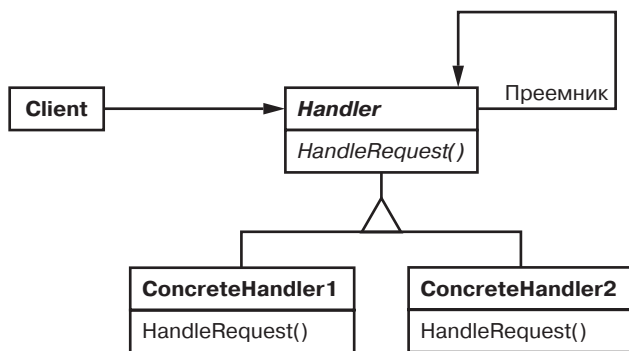 Преемник
Client
Handler
HandleRequest()
ConcreteHandler1
HandleRequest()
ConcreteHandler2
HandleRequest()